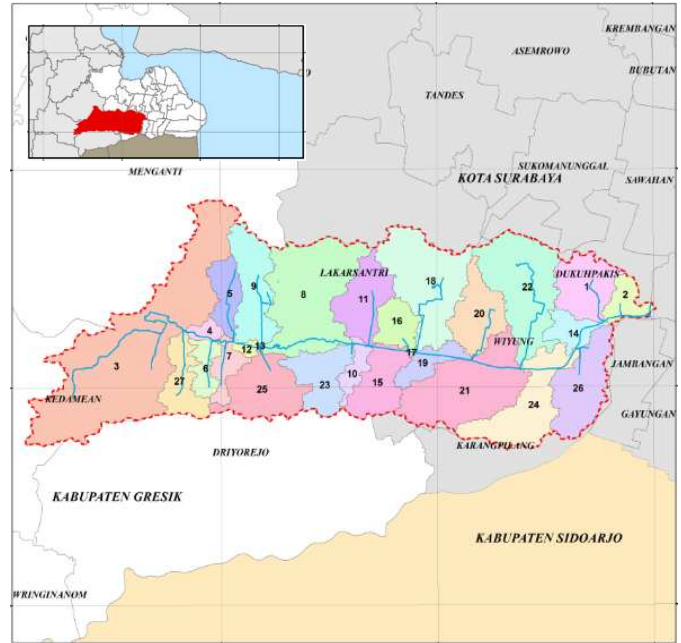 KREMBANGAN
ASEMROWO
BUBUTAN
TANDES
SUKOMANUNGGAL
MENGANTI
KOTA SURABAYA
SAWAHAN
LAKARSANTRI
DUKUHPAKIS
5
9
8
11
18
22
1
2
20
16
4
14
12
13
17
WIYUNG
3
6
7
10
19
JAMBANGAN
27
25
23
15
21
26
KEDAMEAN
24
GAYUNGAN
DRIYOREJO
KARANGPILANG
KABUPATEN GRESIK
KABUPATEN SIDOARJO
WRINGINANOM